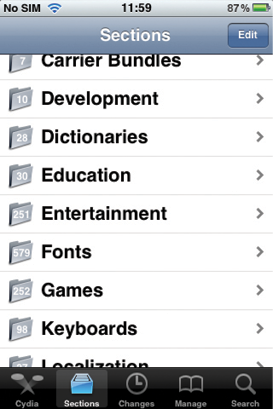 No SIM 11:59 87%
Sections Edit
7 Carrier Bundles
10 Development
28 Dictionaries
30 Education
251 Entertainment
579 Fonts
252 Games
98 Keyboards
Localization
Cydia Sections Changes Manage Search